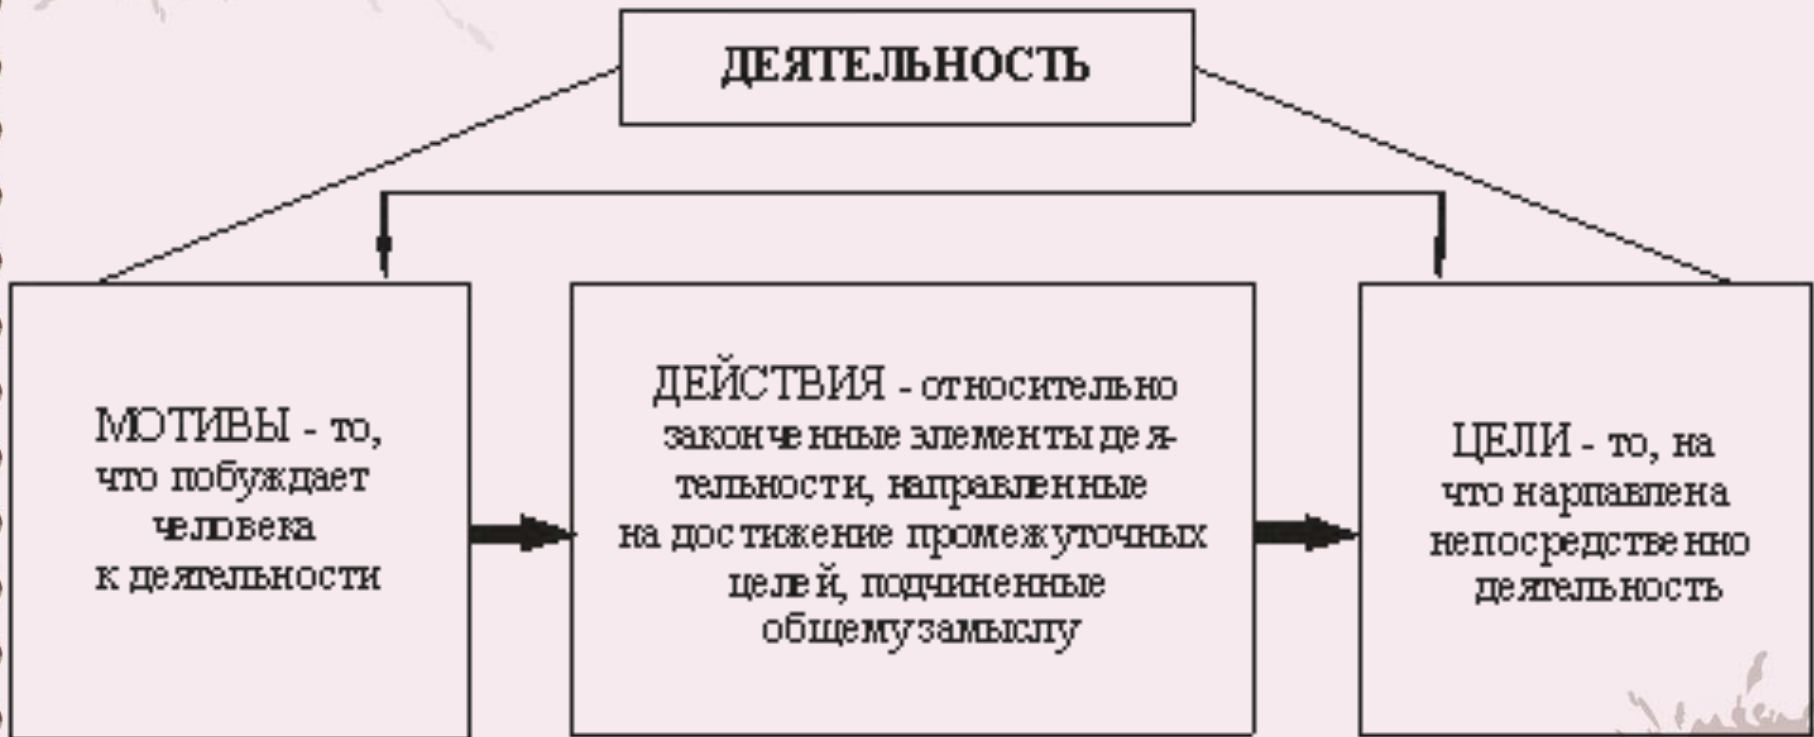 ДЕЯТЕЛЬНОСТЬ
МОТИВЫ - то,
что побуждает
человека
к деятельности
ДЕЙСТВИЯ - относительно
законченные элементы дея-
тельности, направленные
на достижение промежуточных
целей, подчиненные
общему замыслу
ЦЕЛИ - то, на
что нарпавлена
непосредственно
деятельность